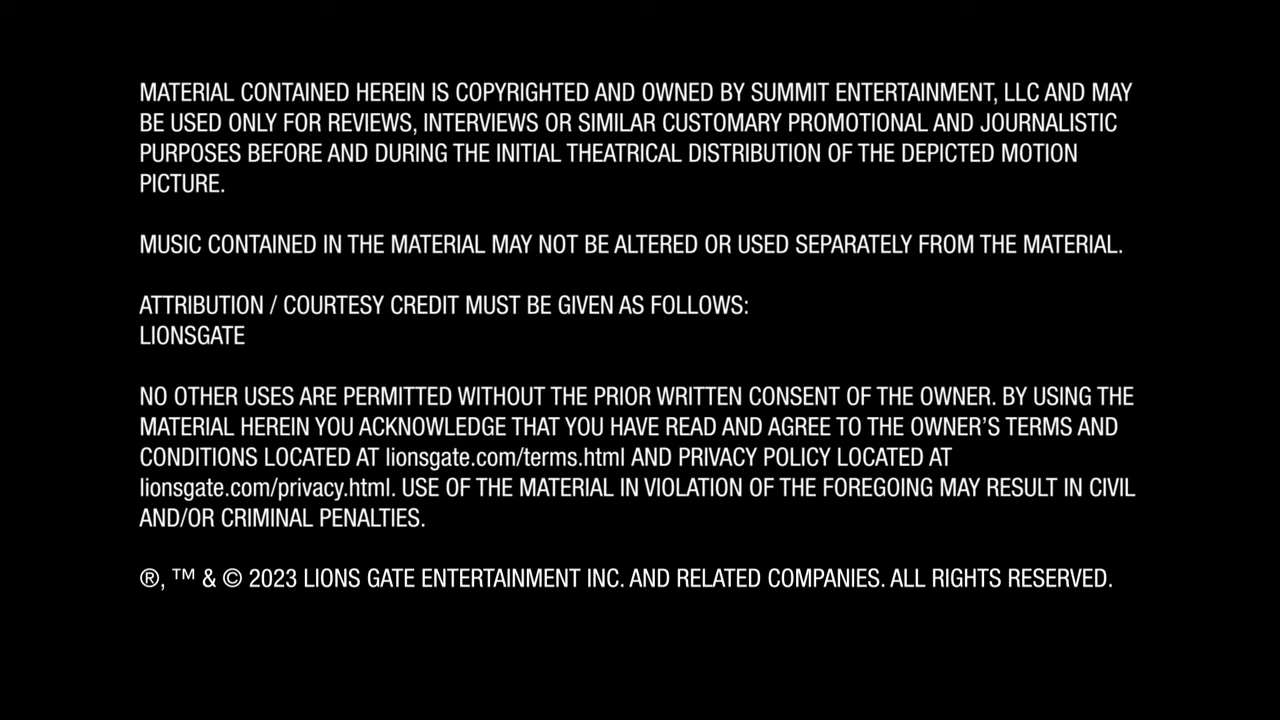 MATERIAL CONTAINED HEREIN IS COPYRIGHTED AND OWNED BY SUMMIT ENTERTAINMENT, LLC AND MAY
BE USED ONLY FOR REVIEWS, INTERVIEWS OR SIMILAR CUSTOMARY PROMOTIONAL AND JOURNALISTIC
PURPOSES BEFORE AND DURING THE INITIAL THEATRICAL DISTRIBUTION OF THE DEPICTED MOTION
PICTURE.
MUSIC CONTAINED IN THE MATERIAL MAY NOT BE ALTERED OR USED SEPARATELY FROM THE MATERIAL.
ATTRIBUTION / COURTESY CREDIT MUST BE GIVEN AS FOLLOWS:
LIONSGATE
NO OTHER USES ARE PERMITTED WITHOUT THE PRIOR WRITTEN CONSENT OF THE OWNER. BY USING THE
MATERIAL HEREIN YOU ACKNOWLEDGE THAT YOU HAVE READ AND AGREE TO THE OWNER’S TERMS AND
CONDITIONS LOCATED AT lionsgate.com/terms.html AND PRIVACY POLICY LOCATED AT
lionsgate.com/privacy.html. USE OF THE MATERIAL IN VIOLATION OF THE FOREGOING MAY RESULT IN CIVIL
AND/OR CRIMINAL PENALTIES.
®, ™ & © 2023 LIONS GATE ENTERTAINMENT INC. AND RELATED COMPANIES. ALL RIGHTS RESERVED.